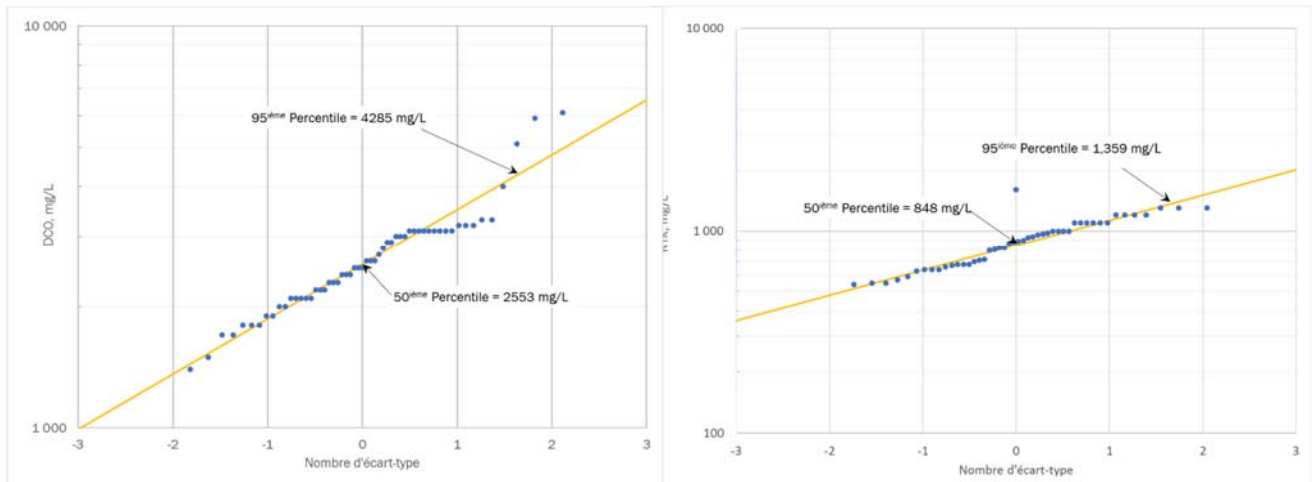 10 000
DCO, mg/L
95ième Percentile = 4285 mg/L
50ième Percentile = 2553 mg/L
1 000
-3 -2 -1 0 1 2 3
Nombre d'écart-type
10 000
95ième Percentile = 1,359 mg/L
50ième Percentile = 848 mg/L
1 000
mg/L
100
-3 -2 -1 0 1 2 3
Nombre d'écart-type